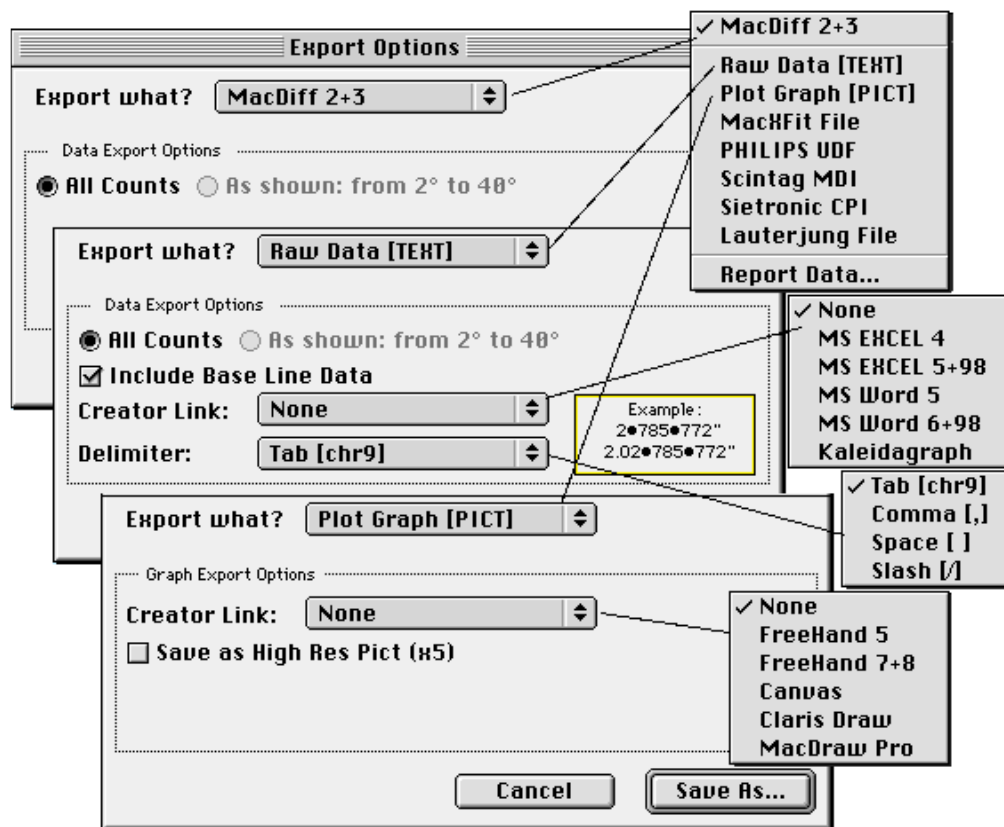 Export Options
Export what? MacDiff 2+3
Data Export Options
All Counts As shown: from 2° to 40°
Export what? Raw Data [TEXT]
Data Export Options
All Counts As shown: from 2° to 40°
Include Base Line Data
Creator Link: None
Delimiter: Tab [chr9]
Example:
2●785●772"
2.02●785●772"
Export what? Plot Graph [PICT]
Graph Export Options
Creator Link: None
Save as High Res Pict (x5)
Cancel Save As...
✓ MacDiff 2+3
Raw Data [TEXT]
Plot Graph [PICT]
MacXFit File
PHILIPS UDF
Scintag MDI
Sietronic CPI
Lauterjung File
Report Data...
✓ None
MS EXCEL 4
MS EXCEL 5+98
MS Word 5
MS Word 6+98
Kaleidagraph
✓ Tab [chr9]
Comma [,]
Space [ ]
Slash [/]
✓ None
FreeHand 5
FreeHand 7+8
Canvas
Claris Draw
MacDraw Pro